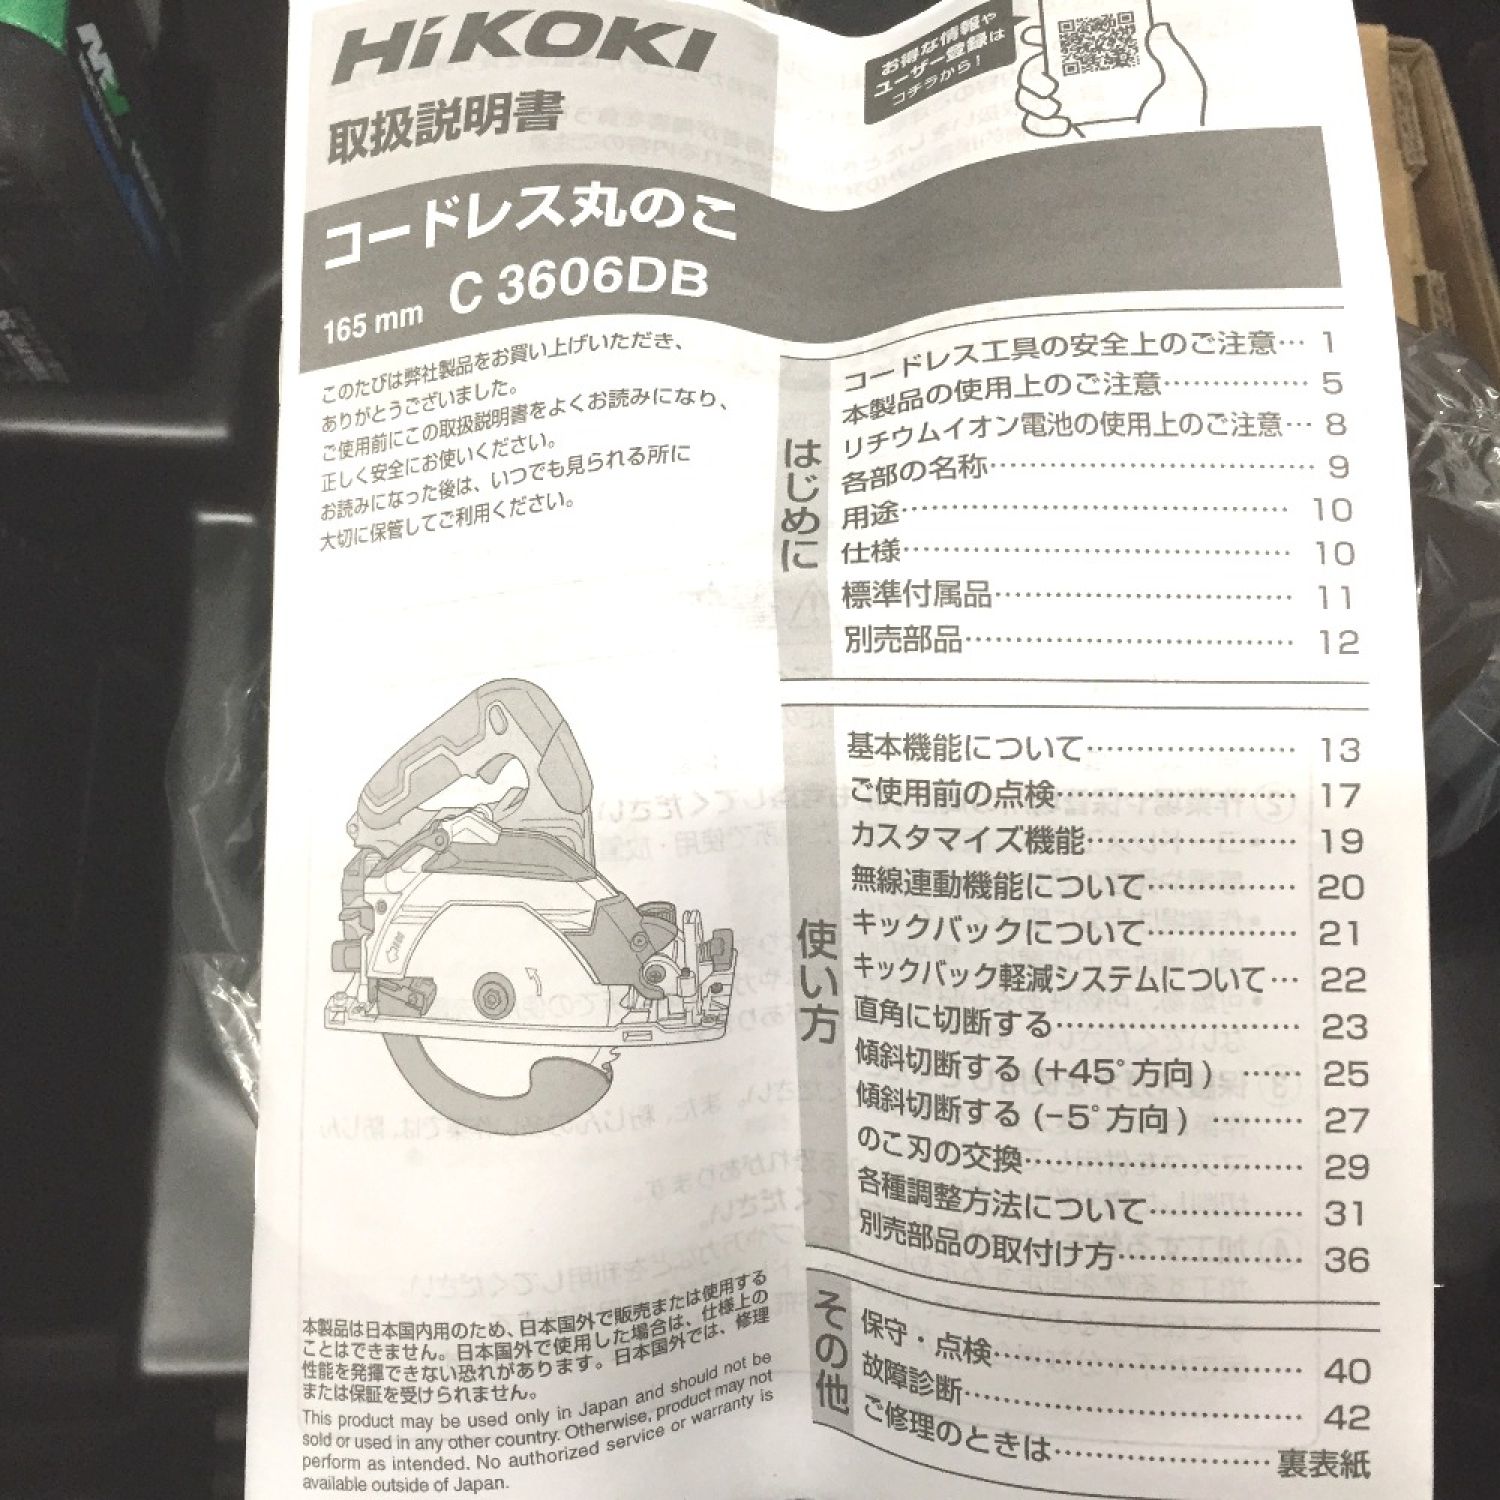 HiKOKI
取扱説明書
お得な情報や
ユーザー登録は
コチラから!
コードレス丸のこ
165 mm C 3606DB
このたびは弊社製品をお買い上げいただき、
ありがとうございました。
ご使用前にこの取扱説明書をよくお読みになり、
正しく安全にお使いください。
お読みになった後は、いつでも見られる所に
大切に保管してご利用ください。
はじめに
コードレス工具の安全上のご注意… 1
本製品の使用上のご注意…………… 5
リチウムイオン電池の使用上のご注意… 8
各部の名称…………………………… 9
用途…………………………………… 10
仕様…………………………………… 10
標準付属品…………………………… 11
別売部品……………………………… 12
使い方
基本機能について…………………… 13
ご使用前の点検……………………… 17
カスタマイズ機能…………………… 19
無線連動機能について……………… 20
キックバックについて……………… 21
キックバック軽減システムについて… 22
直角に切断する……………………… 23
傾斜切断する (+45°方向) …… 25
傾斜切断する (−5°方向) ……… 27
のこ刃の交換………………………… 29
各種調整方法について……………… 31
別売部品の取付け方………………… 36
その他
保守・点検…………………………… 40
故障診断……………………………… 42
ご修理のときは…………………… 裏表紙
本製品は日本国内用のため、日本国外で販売または使用する
ことはできません。日本国外で使用した場合は、仕様上の
性能を発揮できない恐れがあります。日本国外では、修理
または保証を受けられません。
This product may be used only in Japan and should not be
sold or used in any other country. Otherwise, product may not
perform as intended. No authorized service or warranty is
available outside of Japan.